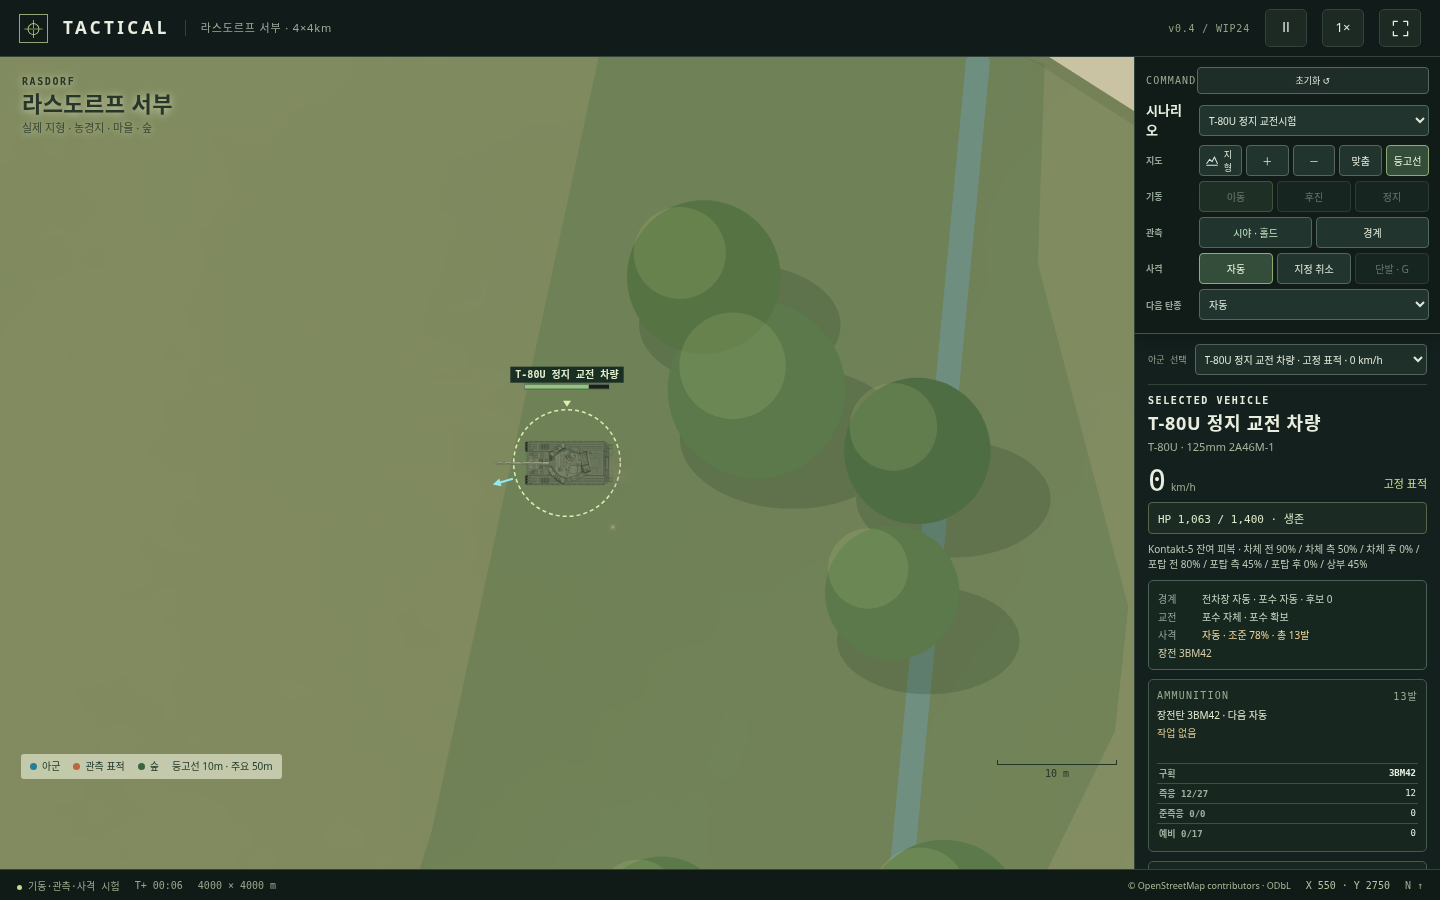 TACTICAL
라스도르프 서부 · 4×4km
v0.4 / WIP24
1×
RASDORF
라스도르프 서부
실제 지형 · 농경지 · 마을 · 숲
T-80U 정지 교전 차량
아군
관측 표적
숲
등고선 10m · 주요 50m
10 m
COMMAND
초기화 ↺
시나리오
T-80U 정지 교전시험
지도
지형
+
−
맞춤
등고선
기동
이동
후진
정지
관측
시야 · 홀드
경계
사격
자동
지정 취소
단발 · G
다음 탄종
자동
아군 선택
T-80U 정지 교전 차량 · 고정 표적 · 0 km/h
SELECTED VEHICLE
T-80U 정지 교전 차량
T-80U · 125mm 2A46M-1
0 km/h
고정 표적
HP 1,063 / 1,400 · 생존
Kontakt-5 잔여 피복 · 차체 전 90% / 차체 측 50% / 차체 후 0% /
포탑 전 80% / 포탑 측 45% / 포탑 후 0% / 상부 45%
경계 전차장 자동 · 포수 자동 · 후보 0
교전 포수 자체 · 포수 확보
사격 자동 · 조준 78% · 총 13발
장전 3BM42
AMMUNITION 13발
장전탄 3BM42 · 다음 자동
작업 없음
구획 3BM42
즉응 12/27 12
준즉응 0/0 0
예비 0/17 0
기동·관측·사격 시험
T+ 00:06
4000 × 4000 m
© OpenStreetMap contributors · ODbL
X 550 · Y 2750
N ↑